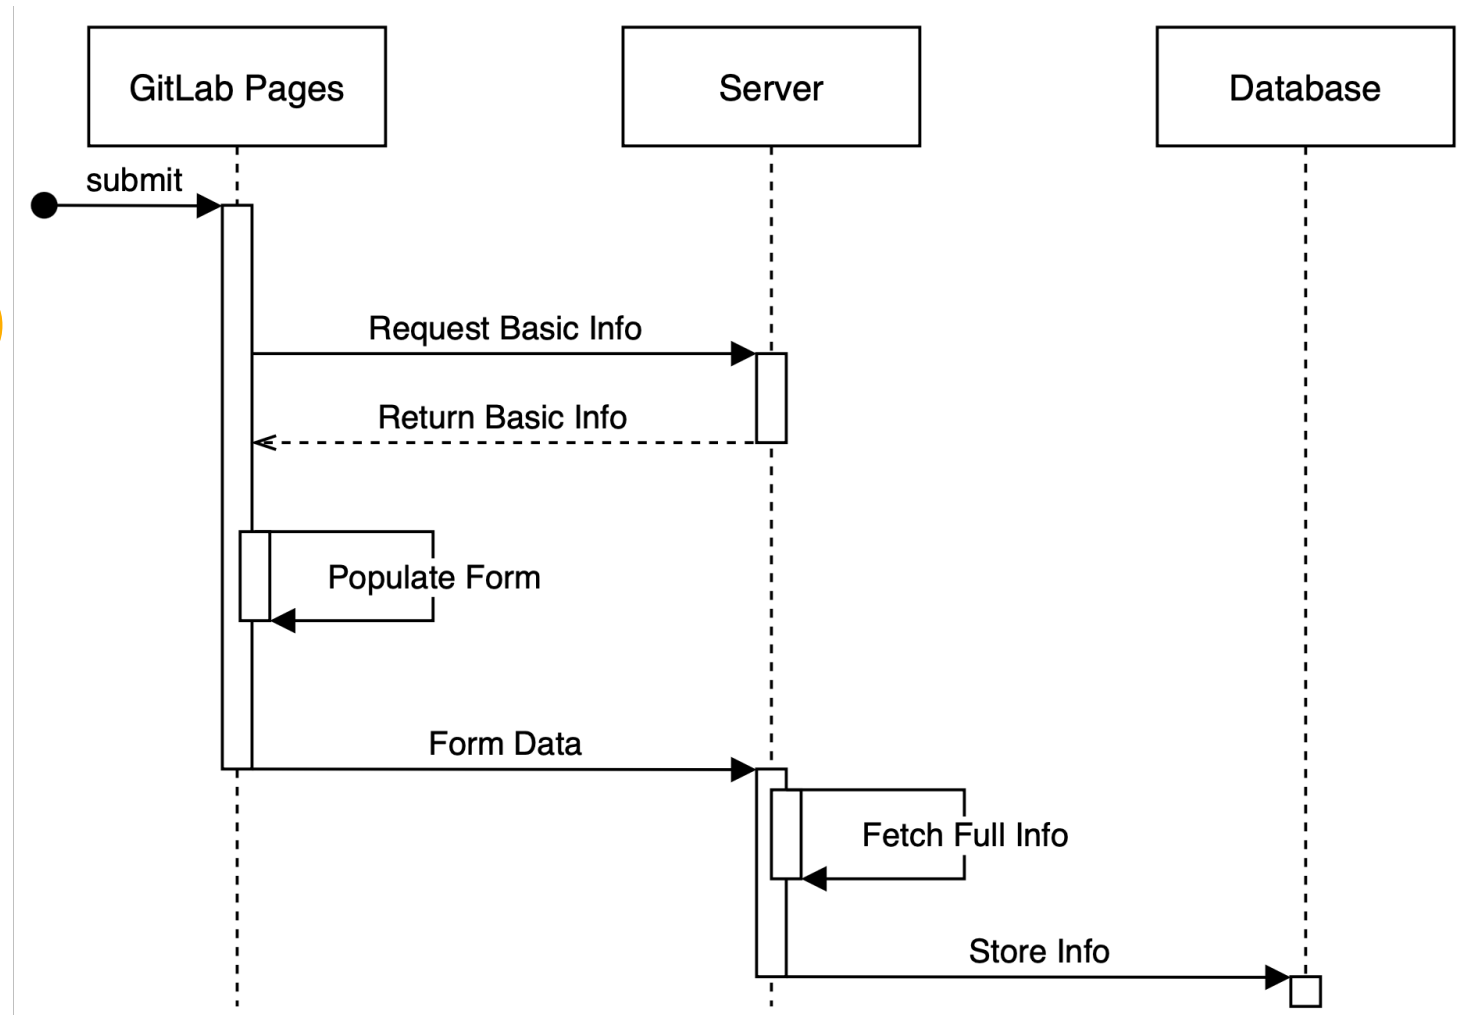 GitLab Pages
Server
Database
submit
Request Basic Info
Return Basic Info
Populate Form
Form Data
Fetch Full Info
Store Info